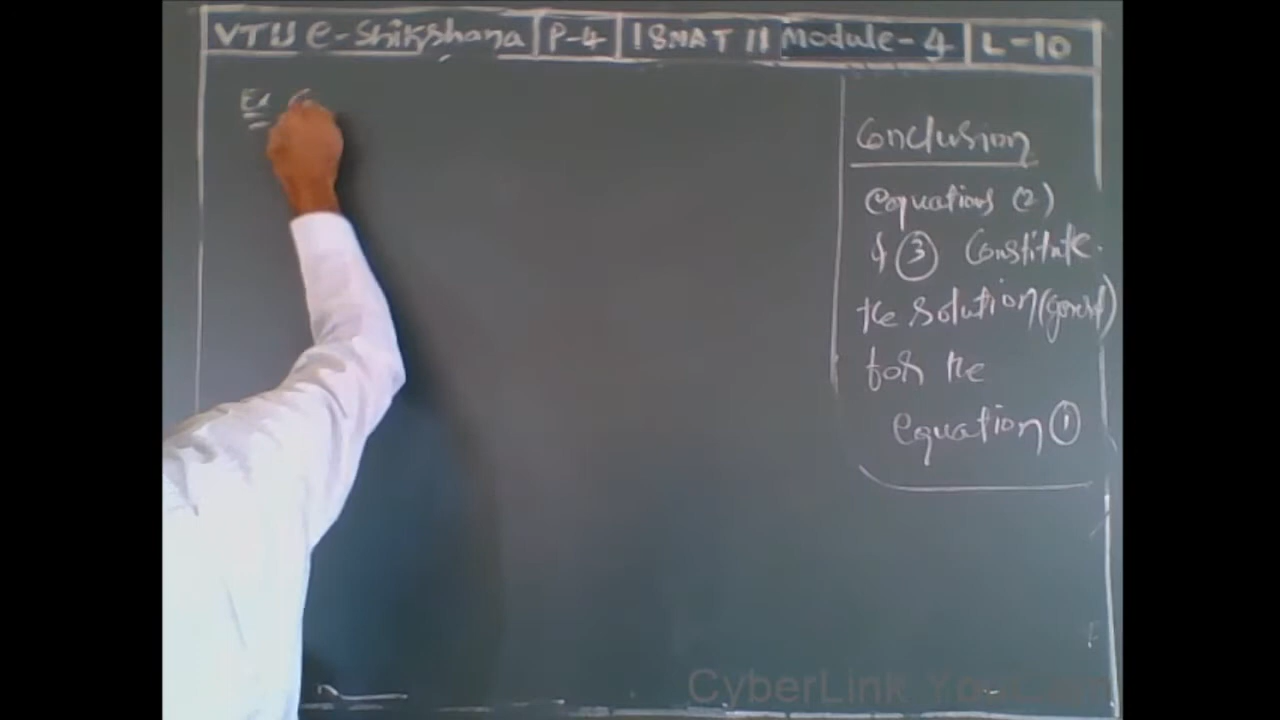 VTU e-Shikshana P-4 18MAT11 Module-4 L-10
Ex
Conclusion
equations (2)
& ③ Constitute
the solution (general)
for the
equation ①
CyberLink YouCam